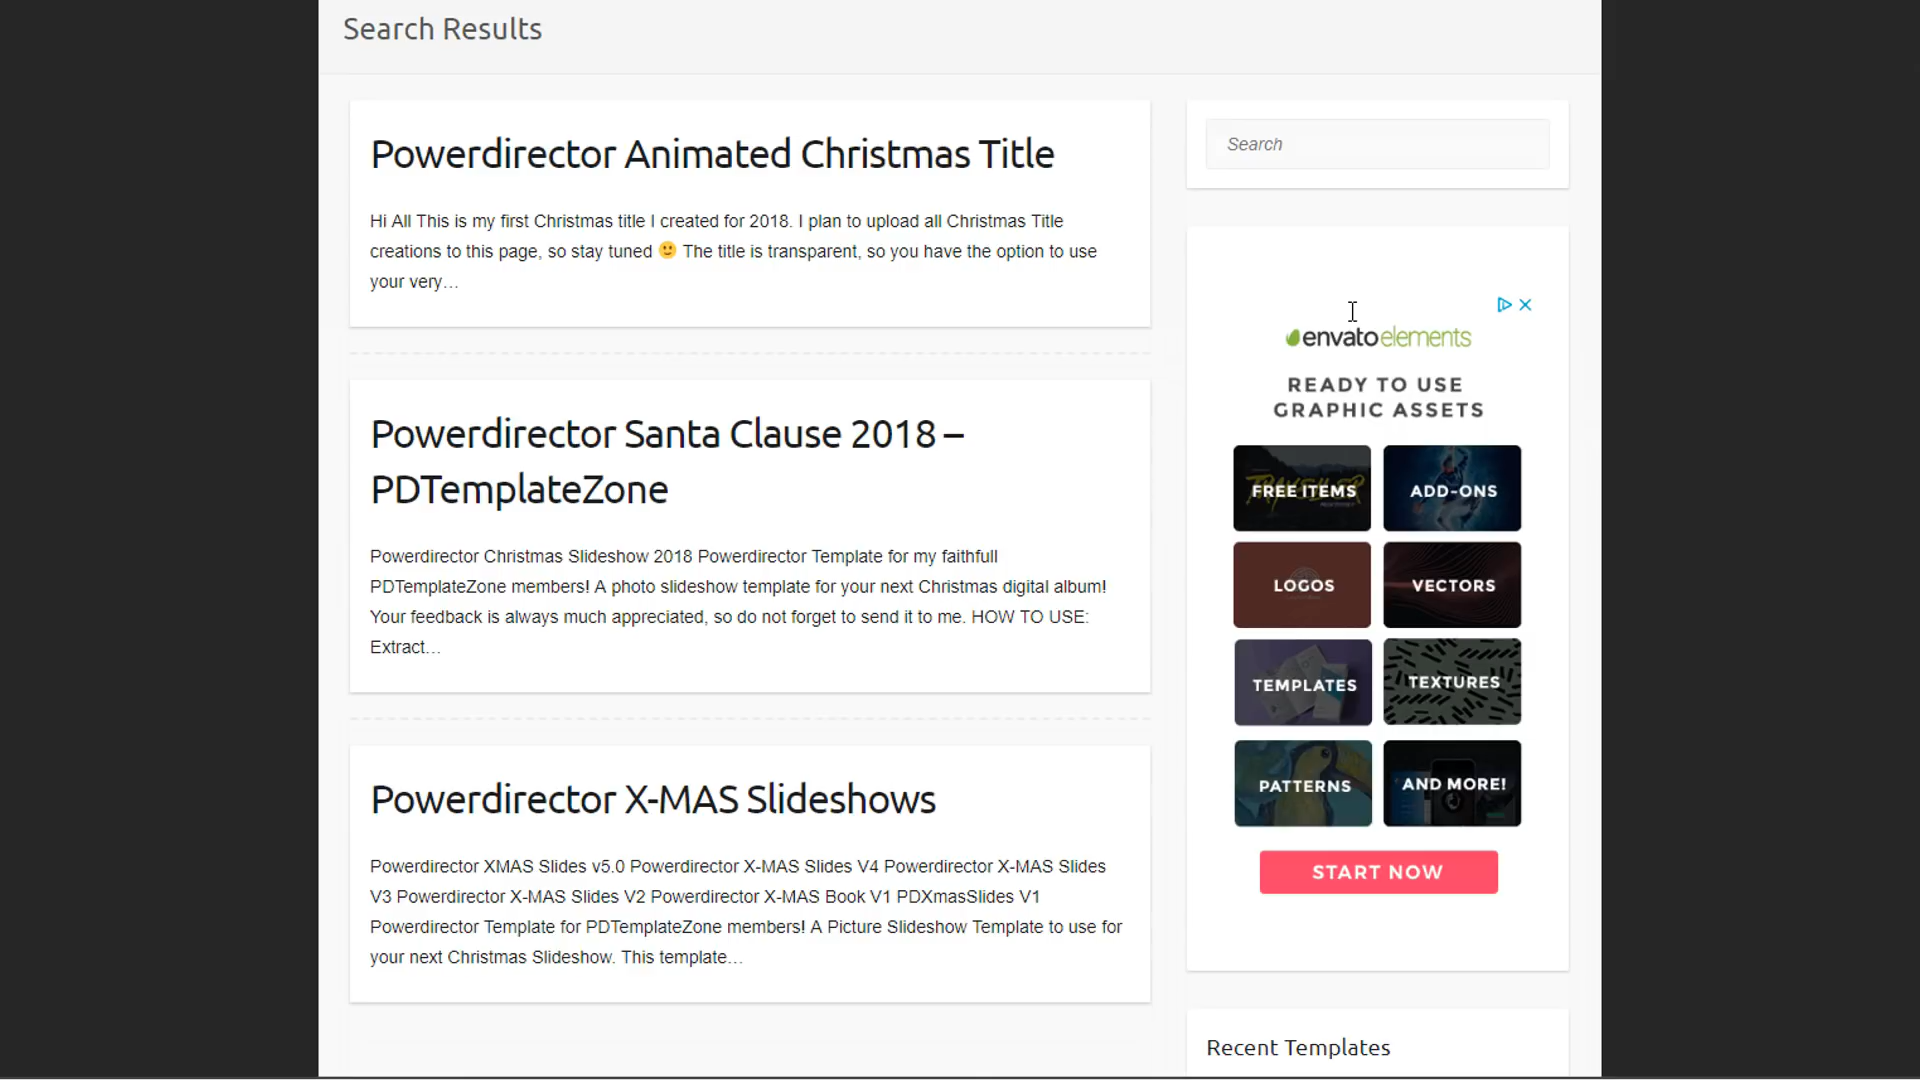 Search Results
Powerdirector Animated Christmas Title
Hi All This is my first Christmas title I created for 2018. I plan to upload all Christmas Title
creations to this page, so stay tuned 🙂 The title is transparent, so you have the option to use
your very…
Powerdirector Santa Clause 2018 –
PDTemplateZone
Powerdirector Christmas Slideshow 2018 Powerdirector Template for my faithfull
PDTemplateZone members! A photo slideshow template for your next Christmas digital album!
Your feedback is always much appreciated, so do not forget to send it to me. HOW TO USE:
Extract…
Powerdirector X-MAS Slideshows
Powerdirector XMAS Slides v5.0 Powerdirector X-MAS Slides V4 Powerdirector X-MAS Slides
V3 Powerdirector X-MAS Slides V2 Powerdirector X-MAS Book V1 PDXmasSlides V1
Powerdirector Template for PDTemplateZone members! A Picture Slideshow Template to use for
your next Christmas Slideshow. This template…
Search
envatoelements
READY TO USE
GRAPHIC ASSETS
FREE ITEMS
ADD-ONS
LOGOS
VECTORS
TEMPLATES
TEXTURES
PATTERNS
AND MORE!
START NOW
Recent Templates